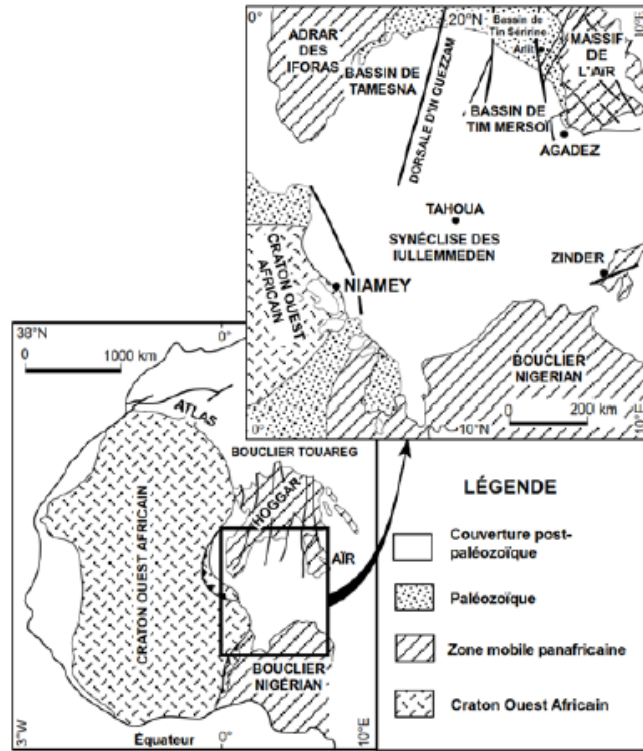 0°
20°N
10°E
ADRAR
DES
IFORAS
Bassin de
Tin Séririne
Arlit
MASSIF
DE
L'AÏR
BASSIN DE
TAMESNA
DORSALE D'IN GUEZZAM
BASSIN DE
TIM MERSOÏ
AGADEZ
TAHOUA
SYNÉCLISE DES
IULLEMMEDEN
ZINDER
CRATON OUEST
AFRICAIN
NIAMEY
BOUCLIER
NIGERIAN
0
200 km
0°
10°N
10°E
38°N
0°
0
1000 km
ATLAS
BOUCLIER TOUAREG
HOGGAR
AÏR
CRATON OUEST AFRICAIN
BOUCLIER
NIGÉRIAN
3°W
Équateur
0°
10°E
LÉGENDE
Couverture post-
paléozoïque
Paléozoïque
Zone mobile panafricaine
Craton Ouest Africain